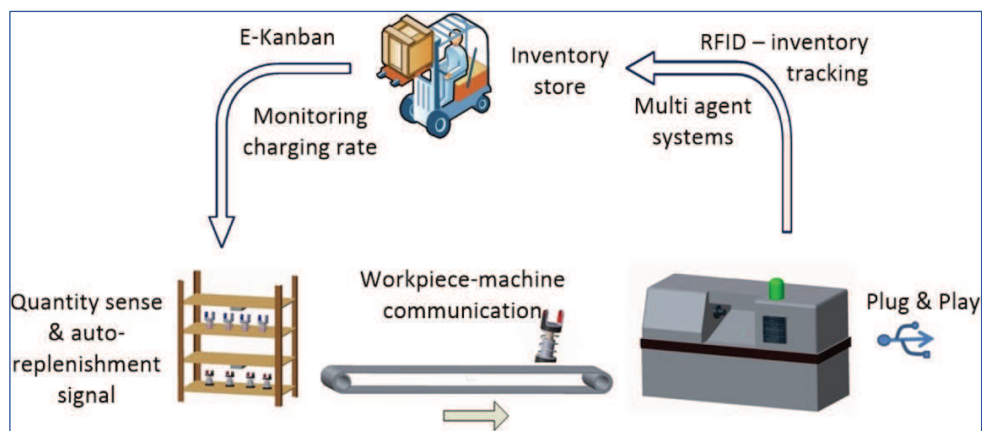 E-Kanban
Monitoring
charging rate
Inventory
store
RFID – inventory
tracking
Multi agent
systems
Quantity sense
& auto-
replenishment
signal
Workpiece-machine
communication
Plug & Play